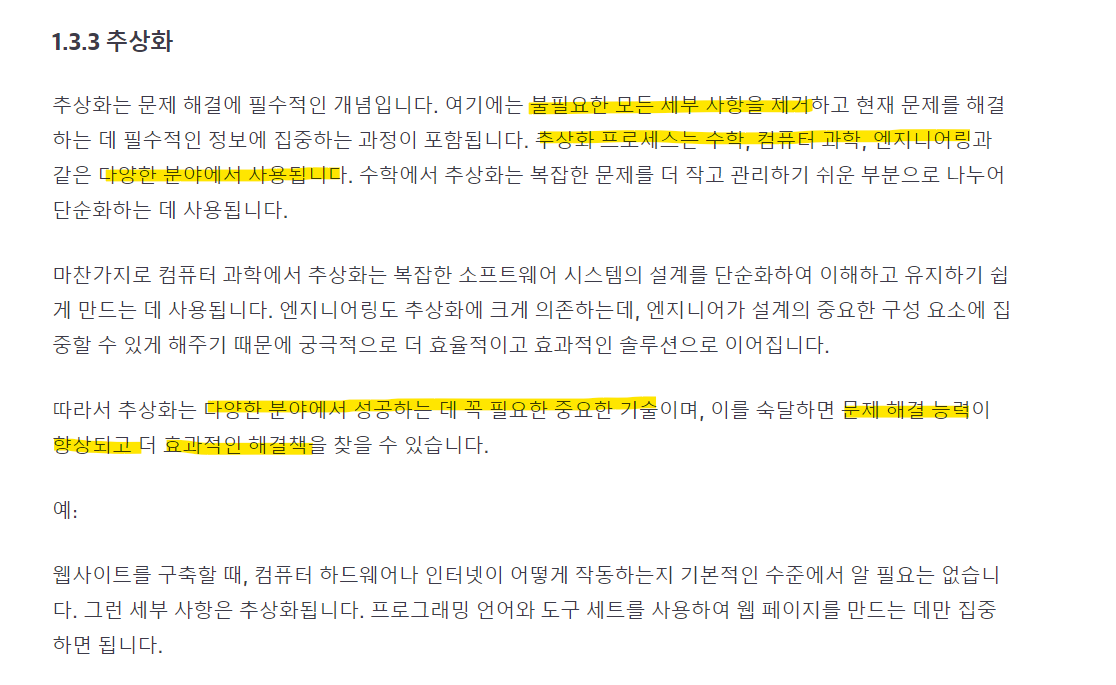 1.3.3 추상화
추상화는 문제 해결에 필수적인 개념입니다. 여기에는 불필요한 모든 세부 사항을 제거하고 현재 문제를 해결
하는 데 필수적인 정보에 집중하는 과정이 포함됩니다. 추상화 프로세스는 수학, 컴퓨터 과학, 엔지니어링과
같은 다양한 분야에서 사용됩니다. 수학에서 추상화는 복잡한 문제를 더 작고 관리하기 쉬운 부분으로 나누어
단순화하는 데 사용됩니다.
마찬가지로 컴퓨터 과학에서 추상화는 복잡한 소프트웨어 시스템의 설계를 단순화하여 이해하고 유지하기 쉽
게 만드는 데 사용됩니다. 엔지니어링도 추상화에 크게 의존하는데, 엔지니어가 설계의 중요한 구성 요소에 집
중할 수 있게 해주기 때문에 궁극적으로 더 효율적이고 효과적인 솔루션으로 이어집니다.
따라서 추상화는 다양한 분야에서 성공하는 데 꼭 필요한 중요한 기술이며, 이를 숙달하면 문제 해결 능력이
향상되고 더 효과적인 해결책을 찾을 수 있습니다.
예:
웹사이트를 구축할 때, 컴퓨터 하드웨어나 인터넷이 어떻게 작동하는지 기본적인 수준에서 알 필요는 없습니
다. 그런 세부 사항은 추상화됩니다. 프로그래밍 언어와 도구 세트를 사용하여 웹 페이지를 만드는 데만 집중
하면 됩니다.